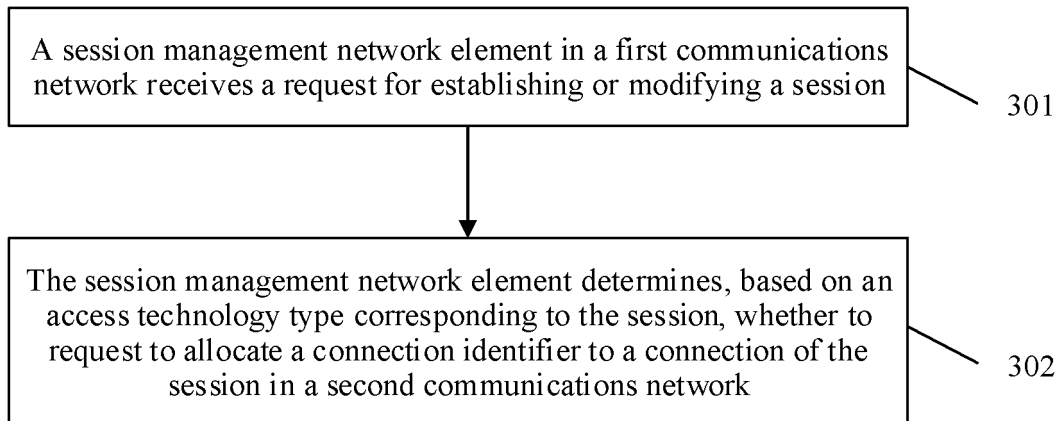 A session management network element in a first communications
network receives a request for establishing or modifying a session
301
The session management network element determines, based on an
access technology type corresponding to the session, whether to
request to allocate a connection identifier to a connection of the
session in a second communications network
302